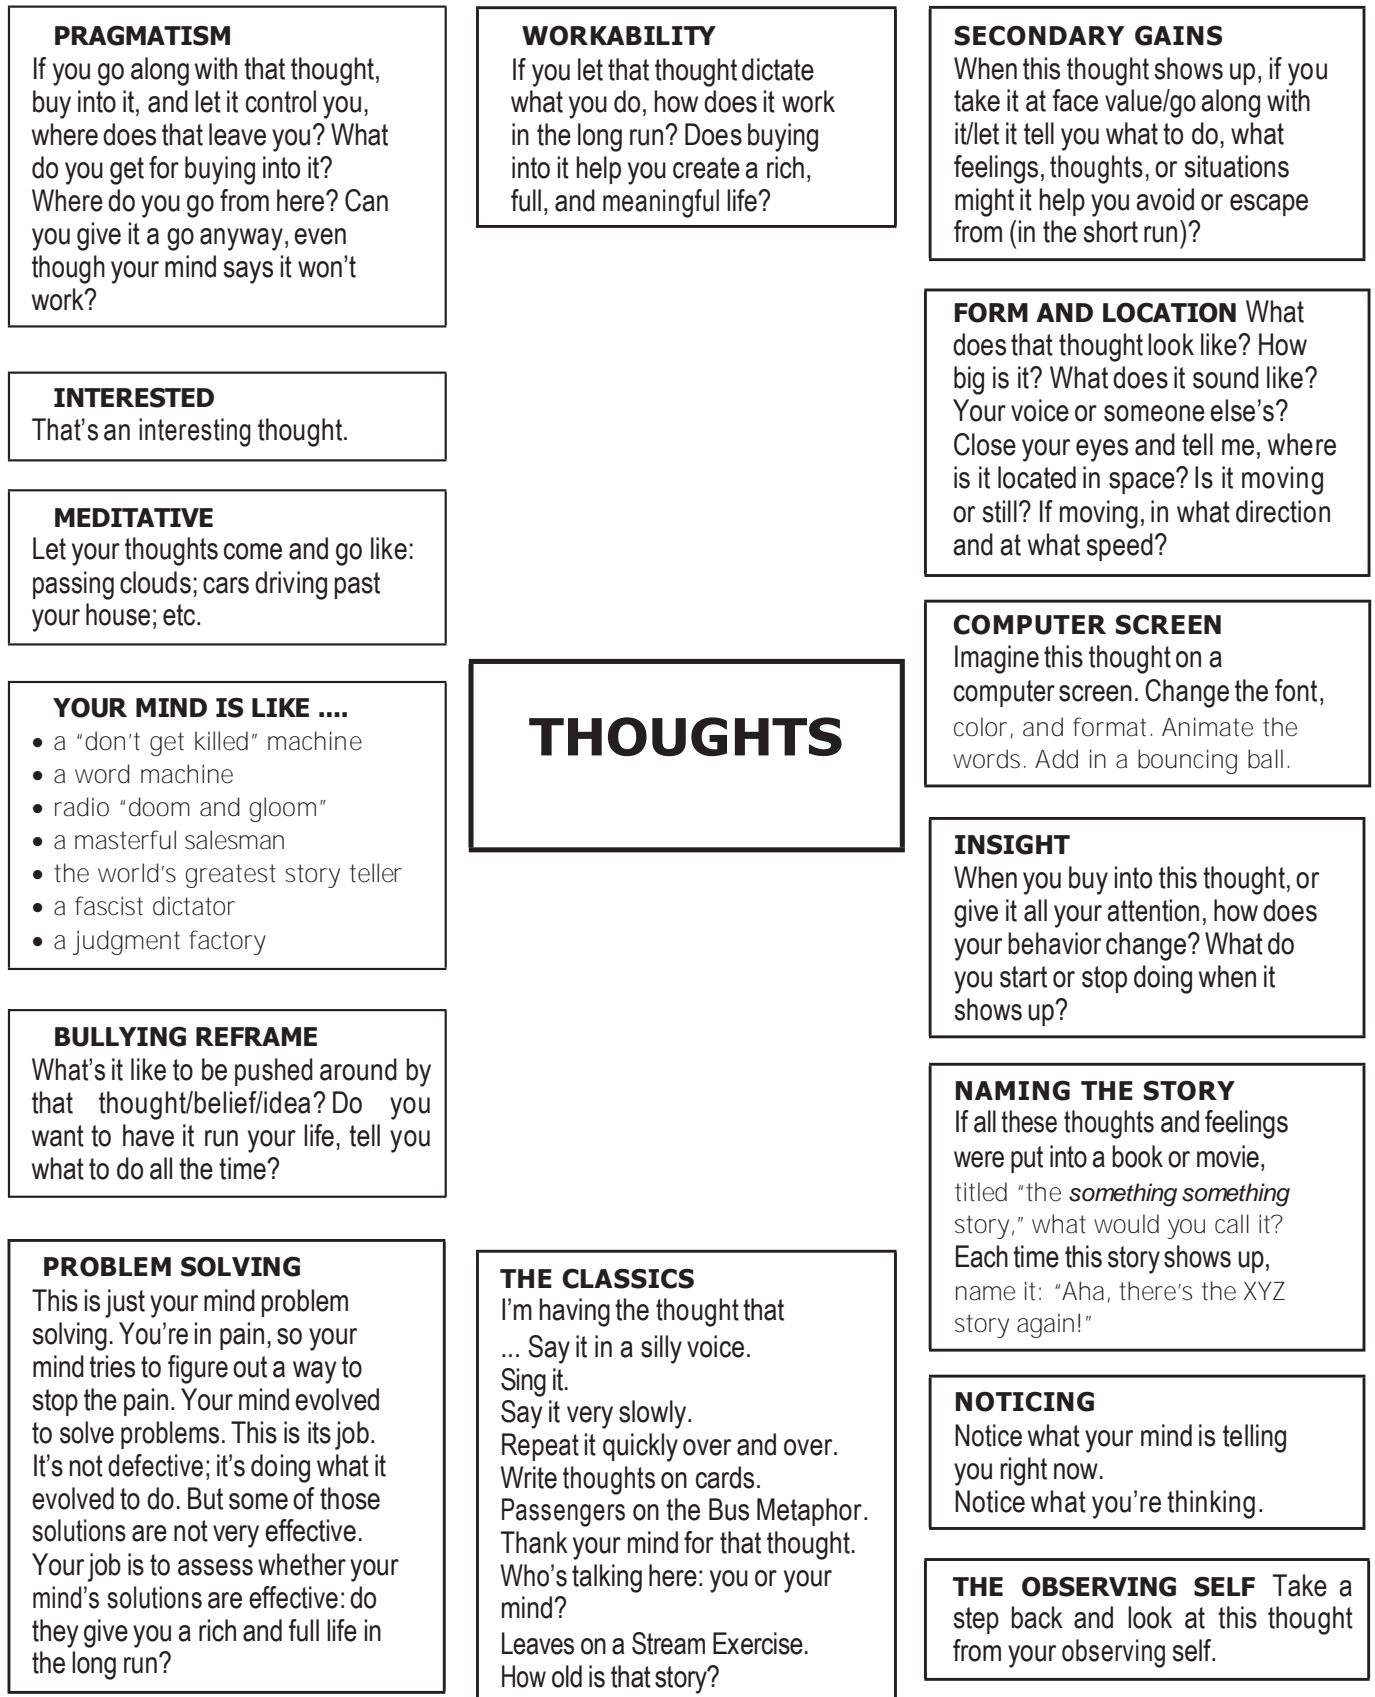 PRAGMATISM
If you go along with that thought,
buy into it, and let it control you,
where does that leave you? What
do you get for buying into it?
Where do you go from here? Can
you give it a go anyway, even
though your mind says it won't
work?
INTERESTED
That's an interesting thought.
MEDITATIVE
Let your thoughts come and go like:
passing clouds; cars driving past
your house; etc.
YOUR MIND IS LIKE ....
• a "don't get killed" machine
• a word machine
• radio "doom and gloom"
• a masterful salesman
• the world's greatest story teller
• a fascist dictator
• a judgment factory
BULLYING REFRAME
What's it like to be pushed around by
that thought/belief/idea? Do you
want to have it run your life, tell you
what to do all the time?
PROBLEM SOLVING
This is just your mind problem
solving. You're in pain, so your
mind tries to figure out a way to
stop the pain. Your mind evolved
to solve problems. This is its job.
It's not defective; it's doing what it
evolved to do. But some of those
solutions are not very effective.
Your job is to assess whether your
mind's solutions are effective: do
they give you a rich and full life in
the long run?
WORKABILITY
If you let that thought dictate
what you do, how does it work
in the long run? Does buying
into it help you create a rich,
full, and meaningful life?
THOUGHTS
THE CLASSICS
I'm having the thought that
... Say it in a silly voice.
Sing it.
Say it very slowly.
Repeat it quickly over and over.
Write thoughts on cards.
Passengers on the Bus Metaphor.
Thank your mind for that thought.
Who's talking here: you or your
mind?
Leaves on a Stream Exercise.
How old is that story?
SECONDARY GAINS
When this thought shows up, if you
take it at face value/go along with
it/let it tell you what to do, what
feelings, thoughts, or situations
might it help you avoid or escape
from (in the short run)?
FORM AND LOCATION What
does that thought look like? How
big is it? What does it sound like?
Your voice or someone else's?
Close your eyes and tell me, where
is it located in space? Is it moving
or still? If moving, in what direction
and at what speed?
COMPUTER SCREEN
Imagine this thought on a
computer screen. Change the font,
color, and format. Animate the
words. Add in a bouncing ball.
INSIGHT
When you buy into this thought, or
give it all your attention, how does
your behavior change? What do
you start or stop doing when it
shows up?
NAMING THE STORY
If all these thoughts and feelings
were put into a book or movie,
titled "the something something
story," what would you call it?
Each time this story shows up,
name it: "Aha, there's the XYZ
story again!"
NOTICING
Notice what your mind is telling
you right now.
Notice what you're thinking.
THE OBSERVING SELF Take a
step back and look at this thought
from your observing self.